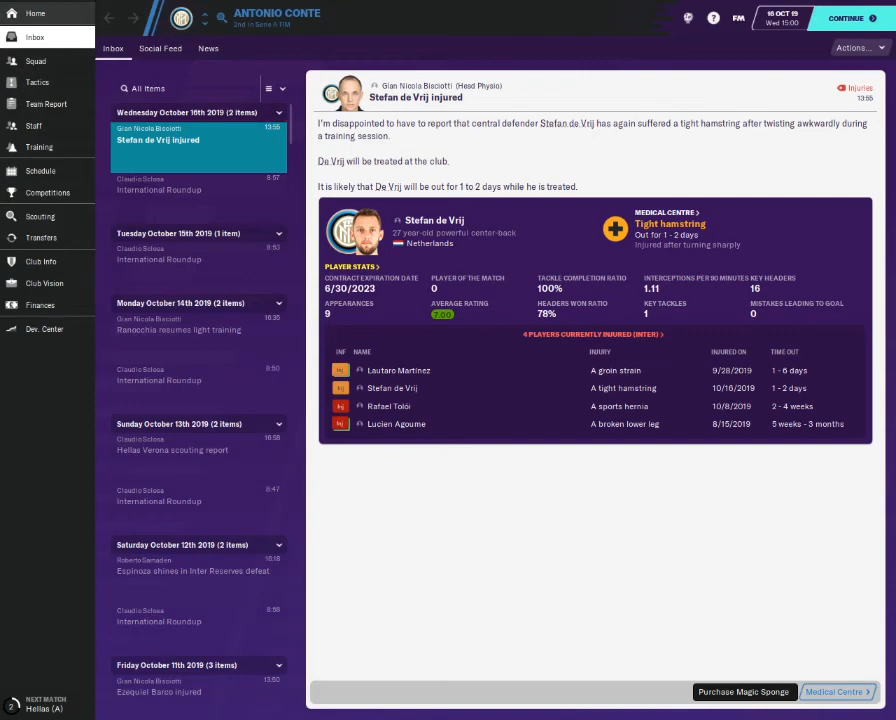 Home
Inbox
Squad
Tactics
Team Report
Staff
Training
Schedule
Competitions
Scouting
Transfers
Club Info
Club Vision
Finances
Dev. Center
2
NEXT MATCH
Hellas (A)
ANTONIO CONTE
2nd in Serie A TIM
?
FM
16 OCT 19
Wed 15:00
CONTINUE
Inbox
Social Feed
News
Actions...
All Items
Wednesday October 16th 2019 (2 items)
Gian Nicola Bisciotti 13:55
Stefan de Vrij injured
Claudio Sclosa 8:57
International Roundup
Tuesday October 15th 2019 (1 item)
Claudio Sclosa 8:53
International Roundup
Monday October 14th 2019 (2 items)
Gian Nicola Bisciotti 16:35
Ranocchia resumes light training
Claudio Sclosa 8:50
International Roundup
Sunday October 13th 2019 (2 items)
Claudio Sclosa 16:58
Hellas Verona scouting report
Claudio Sclosa 8:47
International Roundup
Saturday October 12th 2019 (2 items)
Roberto Samaden 16:18
Espinoza shines in Inter Reserves defeat
Claudio Sclosa 8:58
International Roundup
Friday October 11th 2019 (3 items)
Gian Nicola Bisciotti 13:50
Ezequiel Barco injured
Gian Nicola Bisciotti (Head Physio)
Stefan de Vrij injured
Injuries
13:55
I'm disappointed to have to report that central defender Stefan de Vrij has again suffered a tight hamstring after twisting awkwardly during
a training session.
De Vrij will be treated at the club.
It is likely that De Vrij will be out for 1 to 2 days while he is treated.
Stefan de Vrij
27 year-old powerful center-back
Netherlands
MEDICAL CENTRE >
Tight hamstring
Out for 1 - 2 days
Injured after turning sharply
PLAYER STATS >
CONTRACT EXPIRATION DATE PLAYER OF THE MATCH TACKLE COMPLETION RATIO INTERCEPTIONS PER 90 MINUTES KEY HEADERS
6/30/2023 0 100% 1.11 16
APPEARANCES AVERAGE RATING HEADERS WON RATIO KEY TACKLES MISTAKES LEADING TO GOAL
9 7.00 78% 1 0
4 PLAYERS CURRENTLY INJURED (INTER) >
INF NAME INJURY INJURED ON TIME OUT
Inj Lautaro Martínez A groin strain 9/28/2019 1 - 6 days
Inj Stefan de Vrij A tight hamstring 10/16/2019 1 - 2 days
Inj Rafael Tolói A sports hernia 10/8/2019 2 - 4 weeks
Inj Lucien Agoume A broken lower leg 8/15/2019 5 weeks - 3 months
Purchase Magic Sponge
Medical Centre >